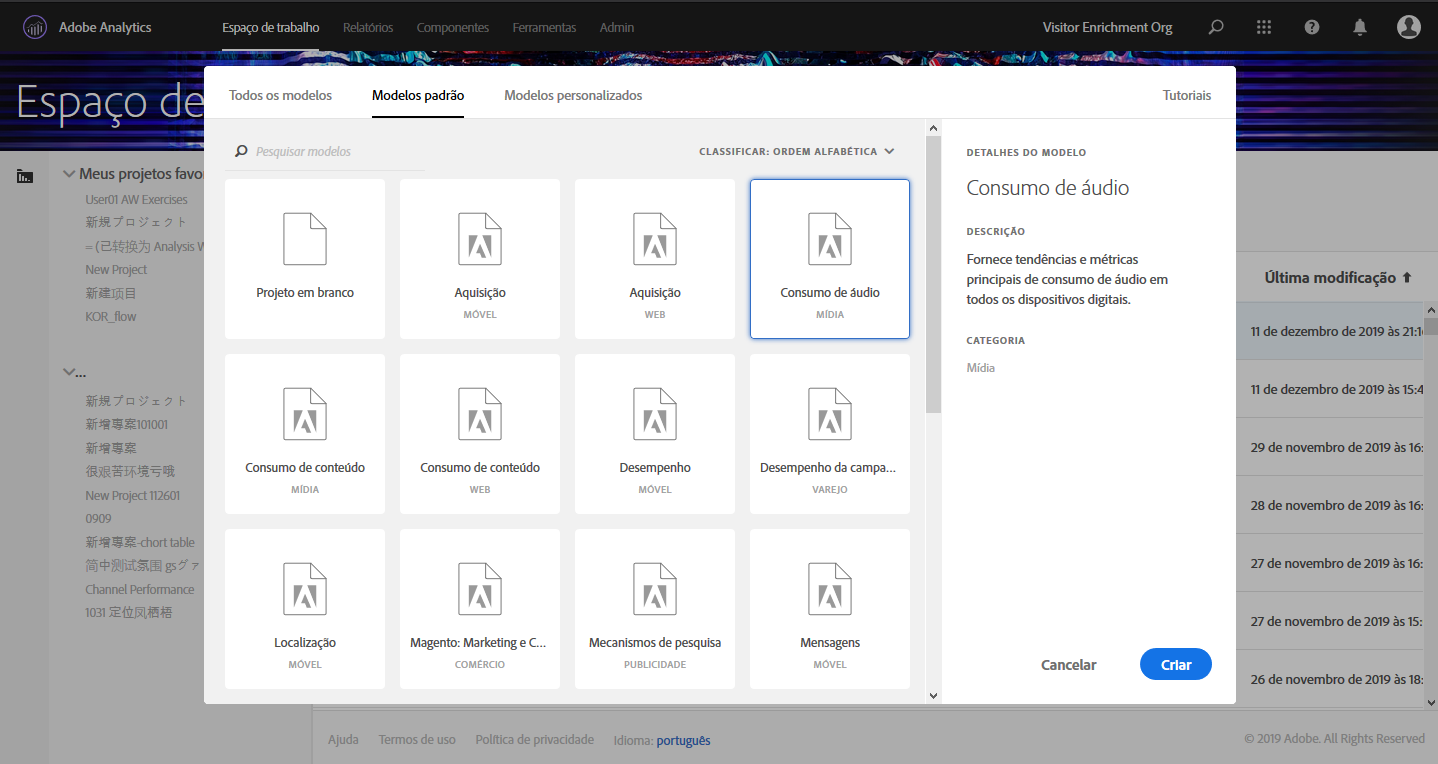 Adobe Analytics
Espaço de trabalho
Relatórios
Componentes
Ferramentas
Admin
Visitor Enrichment Org
Espaço de
Todos os modelos
Modelos padrão
Modelos personalizados
Tutoriais
Pesquisar modelos
CLASSIFICAR: ORDEM ALFABÉTICA
Projeto em branco
Aquisição
MÓVEL
Aquisição
WEB
Consumo de áudio
MÍDIA
Consumo de conteúdo
MÍDIA
Consumo de conteúdo
WEB
Desempenho
MÓVEL
Desempenho da campa...
VAREJO
Localização
MÓVEL
Magento: Marketing e C...
COMÉRCIO
Mecanismos de pesquisa
PUBLICIDADE
Mensagens
MÓVEL
DETALHES DO MODELO
Consumo de áudio
DESCRIÇÃO
Fornece tendências e métricas
principais de consumo de áudio em
todos os dispositivos digitais.
CATEGORIA
Mídia
Cancelar
Criar
Meus projetos favo
User01 AW Exercises
新規プロジェクト
= (已转换为 Analysis W
New Project
新建项目
KOR_flow
...
新規プロジェクト
新增專案101001
新增專案
很艰苦环境亏哦
New Project 112601
0909
新增專案-chort table
简中测试氛围 gsグァ
Channel Performance
1031 定位凤栖梧
Última modificação
11 de dezembro de 2019 às 21:1
11 de dezembro de 2019 às 15:4
29 de novembro de 2019 às 16:
28 de novembro de 2019 às 16:
27 de novembro de 2019 às 16:
27 de novembro de 2019 às 15:
26 de novembro de 2019 às 18:
Ajuda
Termos de uso
Política de privacidade
Idioma: português
© 2019 Adobe. All Rights Reserved